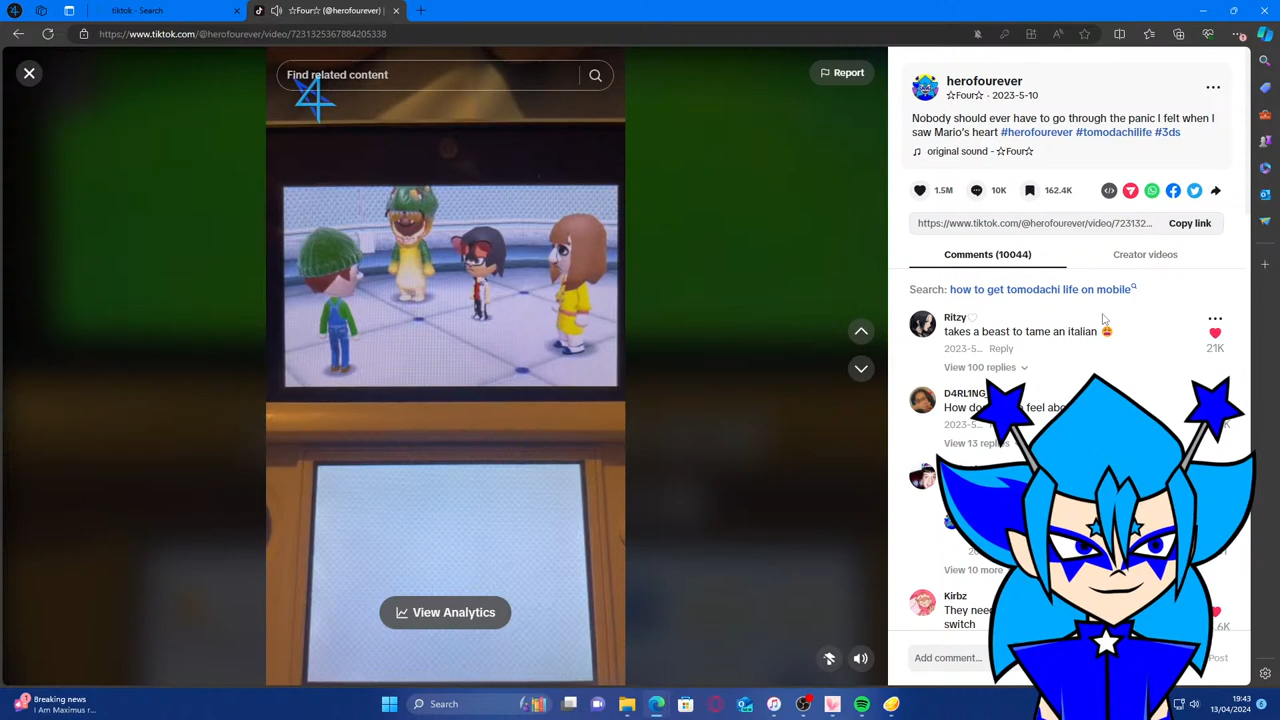 tiktok - Search
☆Four☆ (@herofourever) |
https://www.tiktok.com/@herofourever/video/7231325367884205338
Find related content
Report
herofourever
☆Four☆ - 2023-5-10
Nobody should ever have to go through the panic I felt when I
saw Mario's heart #herofourever #tomodachilife #3ds
original sound - ☆Four☆
1.5M
10K
162.4K
https://www.tiktok.com/@herofourever/video/723132...
Copy link
Comments (10044)
Creator videos
Search: how to get tomodachi life on mobile
Ritzy♡
takes a beast to tame an italian 🤩
2023-5... Reply
21K
View 100 replies
D4RL1NG
How do feel
2023-5...
View 13 replies
View 10 more
Kirbz
They
switch
View Analytics
Add comment...
Post
Breaking news
I Am Maximus r...
Search
19:43
13/04/2024